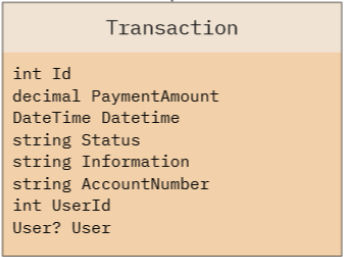 Transaction
int Id
decimal PaymentAmount
DateTime Datetime
string Status
string Information
string AccountNumber
int UserId
User? User